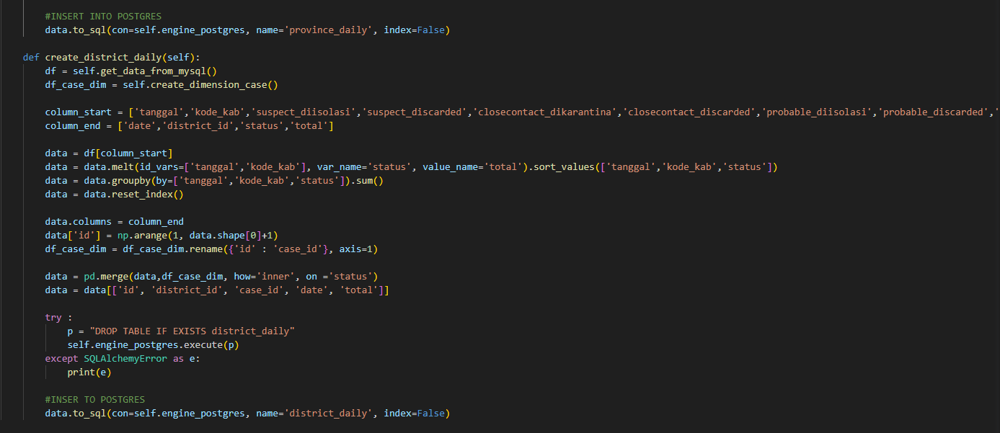 #INSERT INTO POSTGRES
data.to_sql(con=self.engine_postgres, name='province_daily', index=False)
def create_district_daily(self):
df = self.get_data_from_mysql()
df_case_dim = self.create_dimension_case()
column_start = ['tanggal','kode_kab','suspect_diisolasi','suspect_discarded','closecontact_dikarantina','closecontact_discarded','probable_diisolasi','probable_discarded','
column_end = ['date','district_id','status','total']
data = df[column_start]
data = data.melt(id_vars=['tanggal','kode_kab'], var_name='status', value_name='total').sort_values(['tanggal','kode_kab','status'])
data = data.groupby(by=['tanggal','kode_kab','status']).sum()
data = data.reset_index()
data.columns = column_end
data['id'] = np.arange(1, data.shape[0]+1)
df_case_dim = df_case_dim.rename({'id' : 'case_id'}, axis=1)
data = pd.merge(data,df_case_dim, how='inner', on ='status')
data = data[['id', 'district_id', 'case_id', 'date', 'total']]
try :
p = "DROP TABLE IF EXISTS district_daily"
self.engine_postgres.execute(p)
except SQLAlchemyError as e:
print(e)
#INSER TO POSTGRES
data.to_sql(con=self.engine_postgres, name='district_daily', index=False)